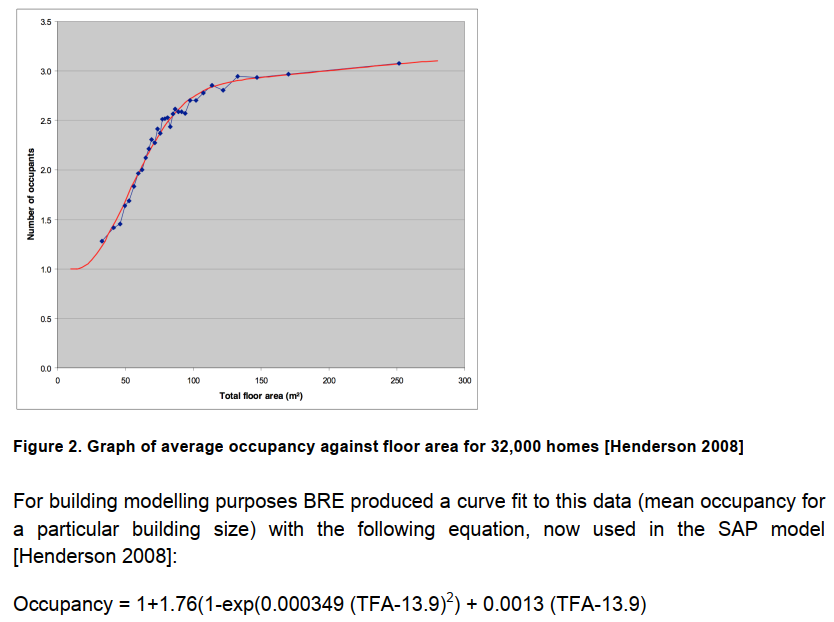 3.5
3.0
2.5
2.0
1.5
1.0
0.5
0.0
Number of occupants
0 50 100 150 200 250 300
Total floor area (m²)
Figure 2. Graph of average occupancy against floor area for 32,000 homes [Henderson 2008]
For building modelling purposes BRE produced a curve fit to this data (mean occupancy for
a particular building size) with the following equation, now used in the SAP model
[Henderson 2008]:
Occupancy = 1+1.76(1-exp(0.000349 (TFA-13.9)²) + 0.0013 (TFA-13.9)